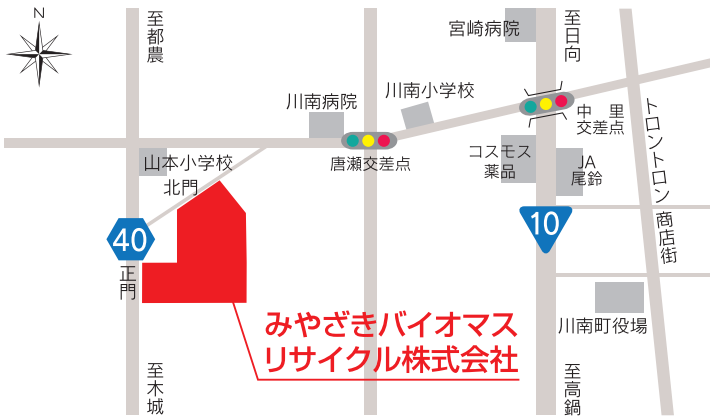 N
至都農
宮崎病院
至日向
川南病院
川南小学校
中里
交差点
唐瀬交差点
山本小学校
北門
コスモス
薬品
JA
尾鈴
トロントロン商店街
40
10
正門
みやざきバイオマス
リサイクル株式会社
川南町役場
至木城
至高鍋